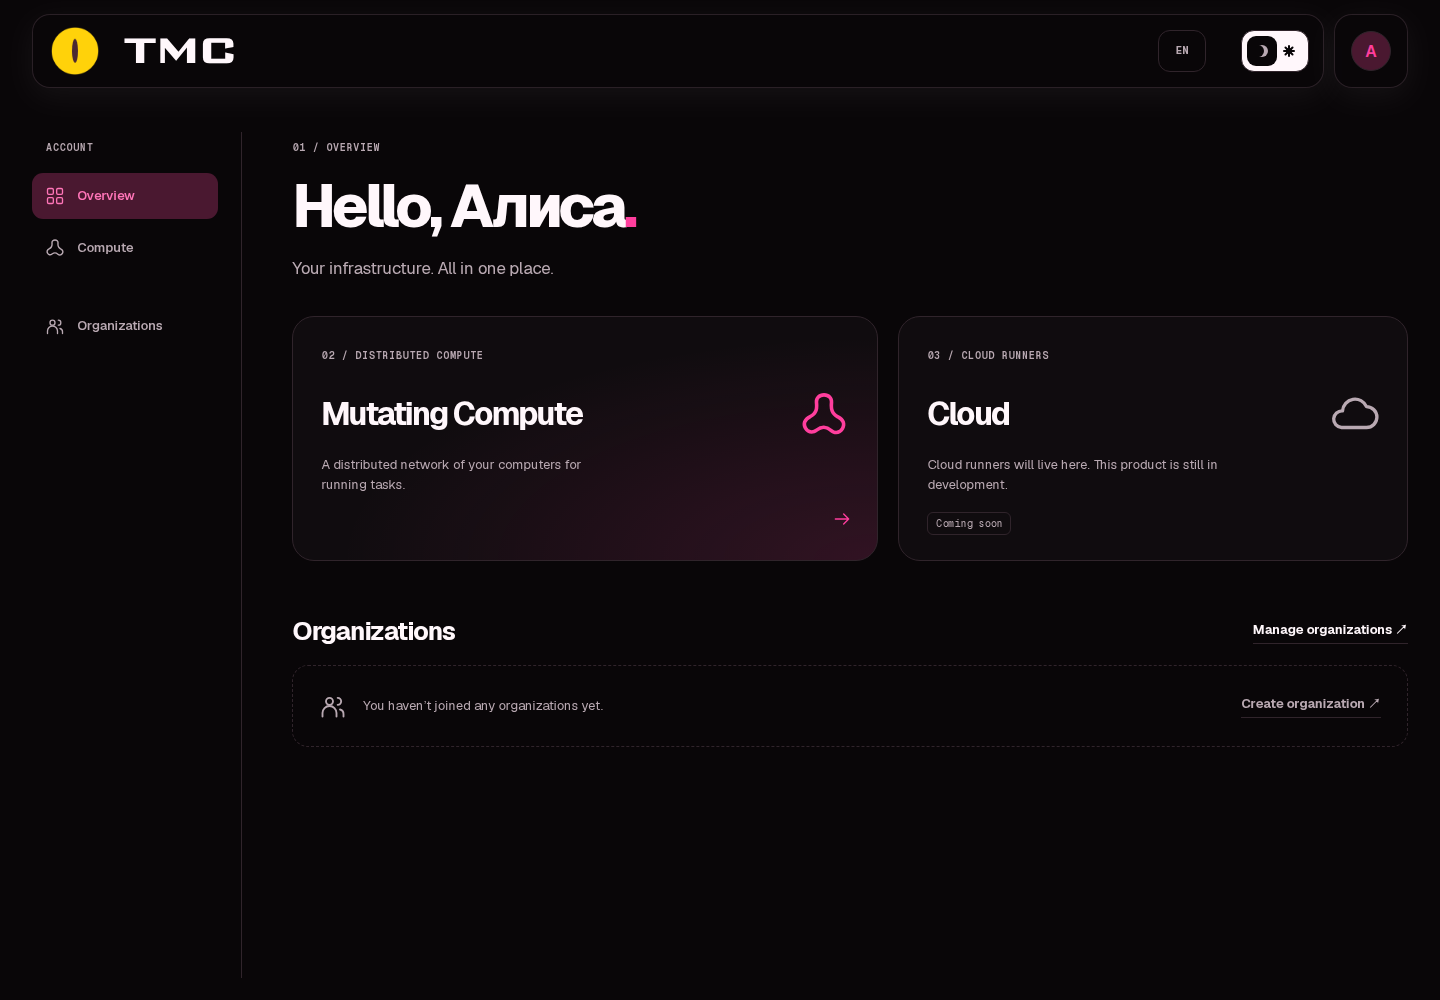 TMC
EN
A
ACCOUNT
Overview
Compute
Organizations
01 / OVERVIEW
Hello, Алиса.
Your infrastructure. All in one place.
02 / DISTRIBUTED COMPUTE
Mutating Compute
A distributed network of your computers for
running tasks.
→
03 / CLOUD RUNNERS
Cloud
Cloud runners will live here. This product is still in
development.
Coming soon
Organizations
Manage organizations ↗
You haven't joined any organizations yet.
Create organization ↗